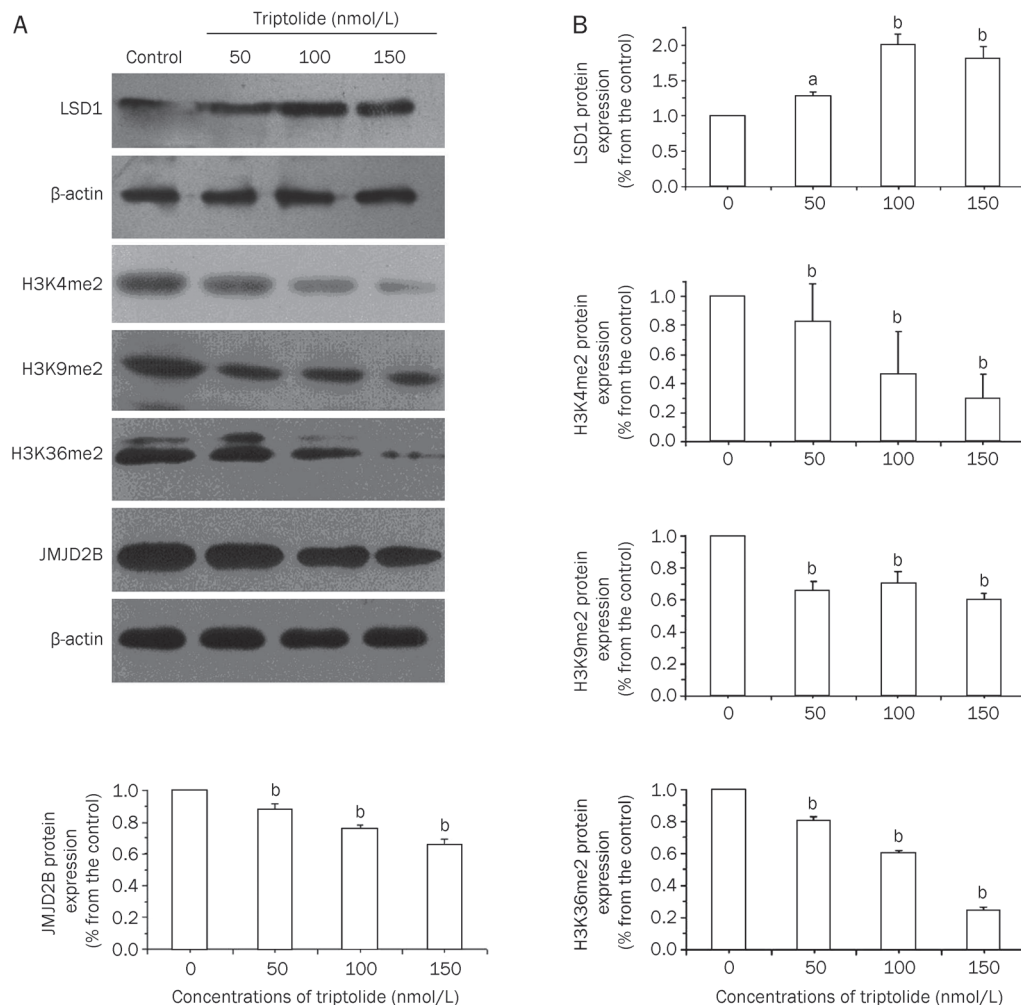 A
Triptolide (nmol/L)
Control 50 100 150
LSD1
β-actin
H3K4me2
H3K9me2
H3K36me2
JMJD2B
β-actin
JMJD2B protein
expression
(% from the control)
1.0
0.8
0.6
0.4
0.2
0.0
b
b
b
0 50 100 150
Concentrations of triptolide (nmol/L)
B
LSD1 protein
expression
(% from the control)
2.0
1.5
1.0
0.5
0.0
a
b
b
0 50 100 150
H3K4me2 protein
expression
(% from the control)
1.0
0.8
0.6
0.4
0.2
0.0
b
b
b
0 50 100 150
H3K9me2 protein
expression
(% from the control)
1.0
0.8
0.6
0.4
0.2
0.0
b
b
b
0 50 100 150
H3K36me2 protein
expression
(% from the control)
1.0
0.8
0.6
0.4
0.2
0.0
b
b
b
0 50 100 150
Concentrations of triptolide (nmol/L)